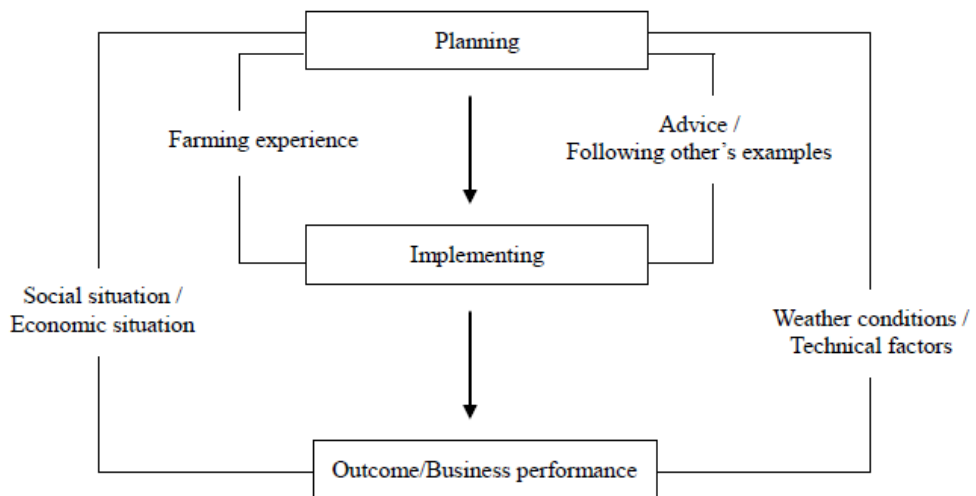 Planning
Farming experience
Advice /
Following other’s examples
Implementing
Social situation /
Economic situation
Weather conditions /
Technical factors
Outcome/Business performance